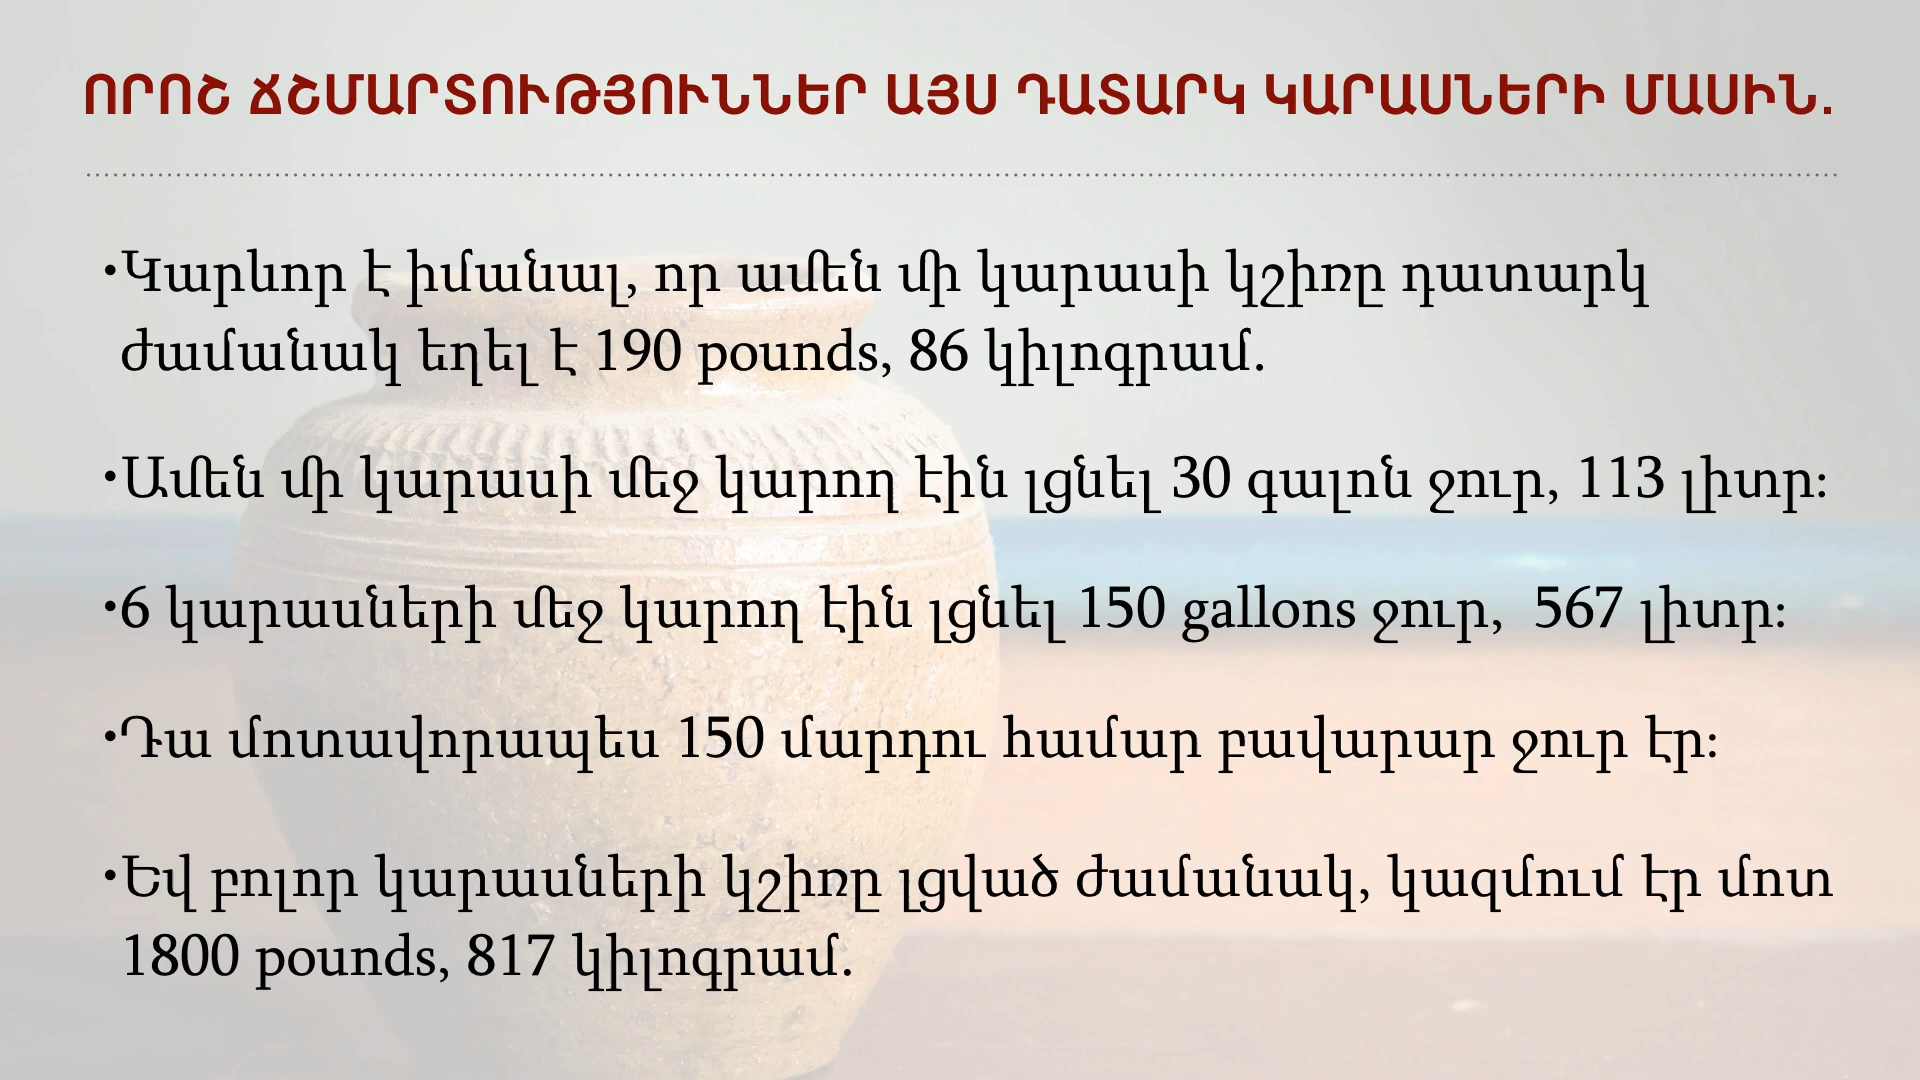 ՈՐՈՇ ՃՇՄԱՐՏՈՒԹՅՈՒՆՆԵՐ ԱՅՍ ԴԱՏԱՐԿ ԿԱՐԱՍՆԵՐԻ ՄԱՍԻՆ.
•Կարևոր է իմանալ, որ ամեն մի կարասի կշիռը դատարկ
ժամանակ եղել է 190 pounds, 86 կիլոգրամ.
•Ամեն մի կարասի մեջ կարող էին լցնել 30 գալոն ջուր, 113 լիտր։
•6 կարասների մեջ կարող էին լցնել 150 gallons ջուր, 567 լիտր։
•Դա մոտավորապես 150 մարդու համար բավարար ջուր էր։
•Եվ բոլոր կարասների կշիռը լցված ժամանակ, կազմում էր մոտ
1800 pounds, 817 կիլոգրամ.